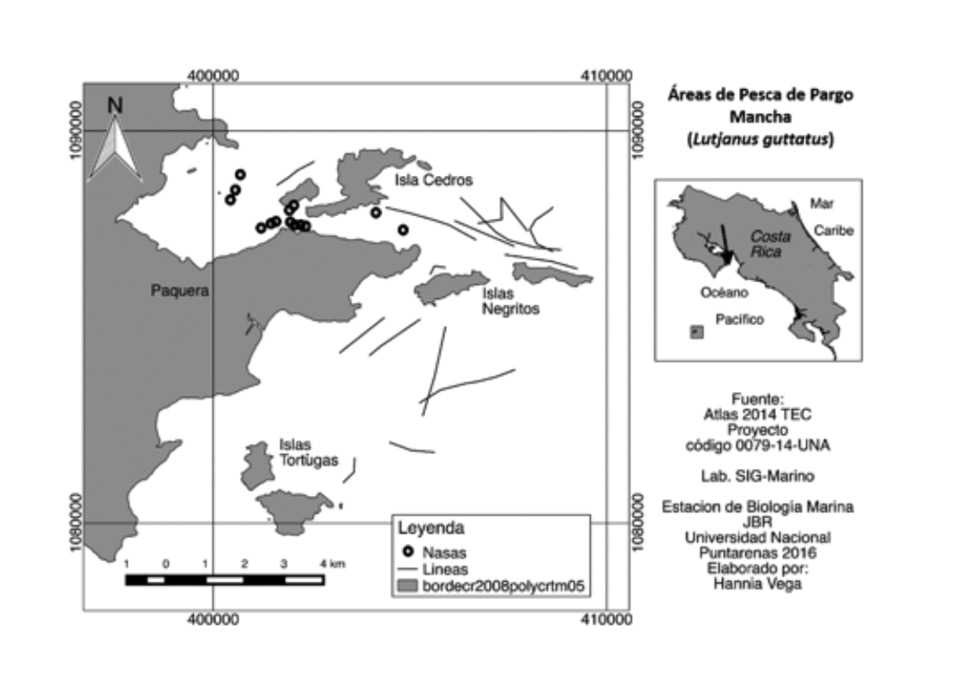 400000
410000
1090000
1090000
N
Isla Cedros
Paquera
Islas
Negritos
Islas
Tortugas
1080000
1080000
Leyenda
Nasas
Líneas
bordecr2008polycrtm05
1 0 1 2 3 4 km
400000
410000
Áreas de Pesca de Pargo
Mancha
(Lutjanus guttatus)
Mar
Caribe
Costa
Rica
Océano
Pacífico
Fuente:
Atlas 2014 TEC
Proyecto
código 0079-14-UNA
Lab. SIG-Marino
Estacion de Biología Marina
JBR
Universidad Nacional
Puntarenas 2016
Elaborado por:
Hannia Vega